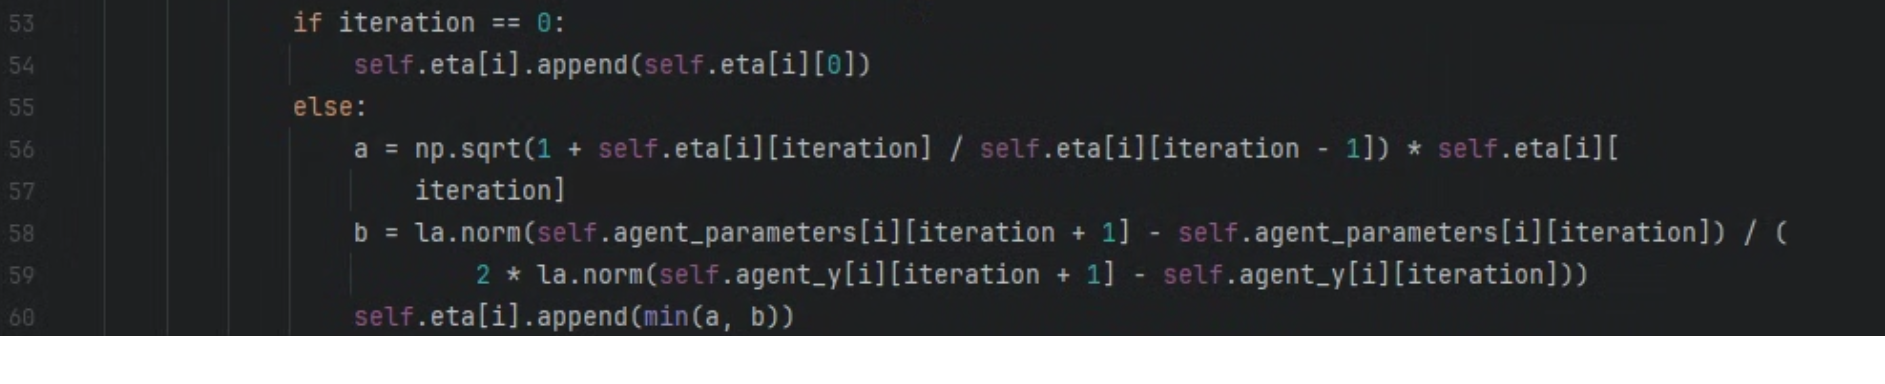 53 if iteration == 0:
54 self.eta[i].append(self.eta[i][0])
55 else:
56 a = np.sqrt(1 + self.eta[i][iteration] / self.eta[i][iteration - 1]) * self.eta[i][
57 iteration]
58 b = la.norm(self.agent_parameters[i][iteration + 1] - self.agent_parameters[i][iteration]) / (
59 2 * la.norm(self.agent_y[i][iteration + 1] - self.agent_y[i][iteration]))
60 self.eta[i].append(min(a, b))